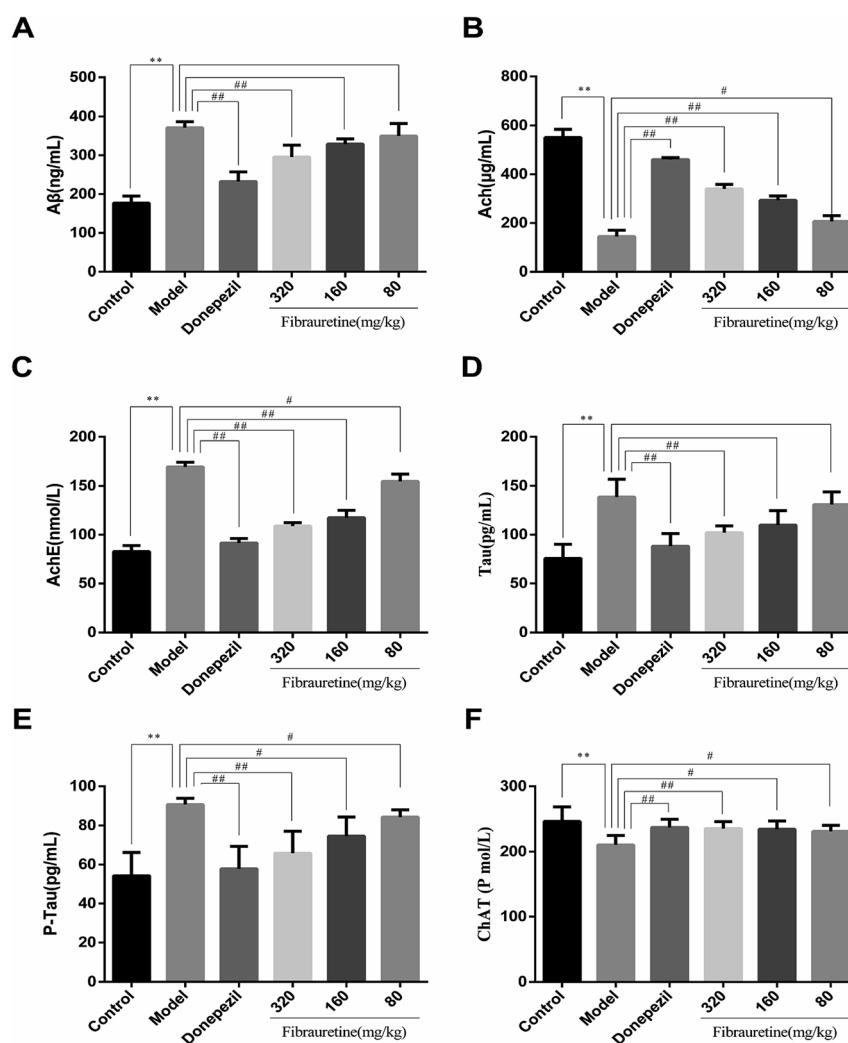 A
**
##
##
Aβ(ng/mL)
500
400
300
200
100
0
Control
Model
Donepezil
320
160
80
Fibrauretine(mg/kg)
B
**
#
##
##
##
Ach(µg/mL)
800
600
400
200
0
Control
Model
Donepezil
320
160
80
Fibrauretine(mg/kg)
C
**
#
##
##
##
AchE(nmol/L)
200
150
100
50
0
Control
Model
Donepezil
320
160
80
Fibrauretine(mg/kg)
D
**
##
##
Tau(pg/mL)
200
150
100
50
0
Control
Model
Donepezil
320
160
80
Fibrauretine(mg/kg)
E
**
#
#
##
##
P-Tau(pg/mL)
100
80
60
40
20
0
Control
Model
Donepezil
320
160
80
Fibrauretine(mg/kg)
F
**
#
#
##
##
ChAT (P mol/L)
300
200
100
0
Control
Model
Donepezil
320
160
80
Fibrauretine(mg/kg)